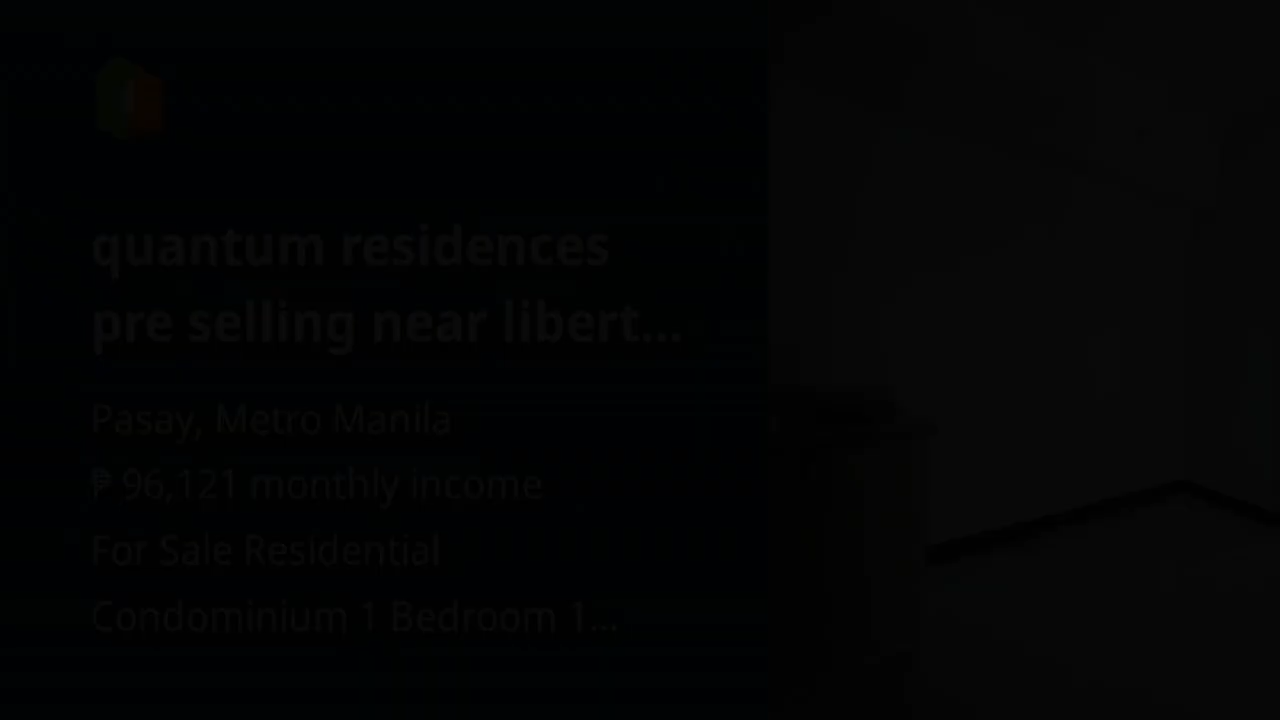 quantum residences
pre selling near libert...
Pasay, Metro Manila
₱ 96,121 monthly income
For Sale Residential
Condominium 1 Bedroom 1...